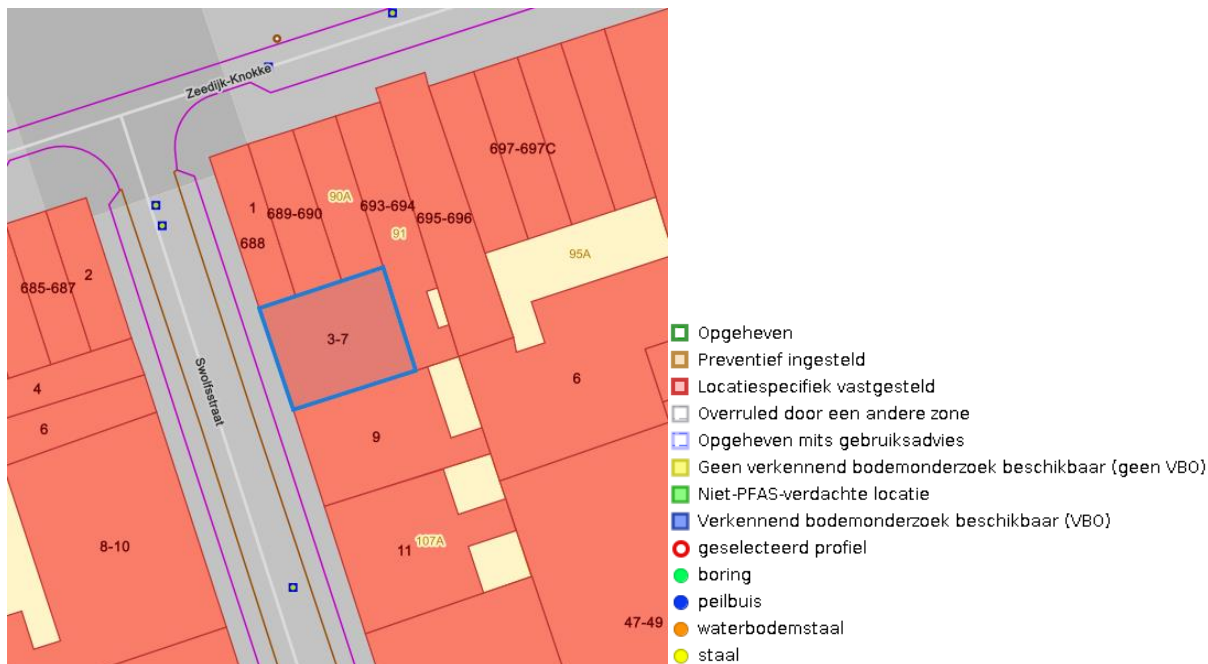 Zeedijk-Knokke
697-697C
90A
1
689-690
693-694
695-696
688
91
95A
2
685-687
3-7
Swolfsstraat
6
4
6
9
8-10
11
107A
47-49
Opgeheven
Preventief ingesteld
Locatiespecifiek vastgesteld
Overruled door een andere zone
Opgeheven mits gebruiksadvies
Geen verkennend bodemonderzoek beschikbaar (geen VBO)
Niet-PFAS-verdachte locatie
Verkennend bodemonderzoek beschikbaar (VBO)
geselecteerd profiel
boring
peilbuis
waterbodemstaal
staal